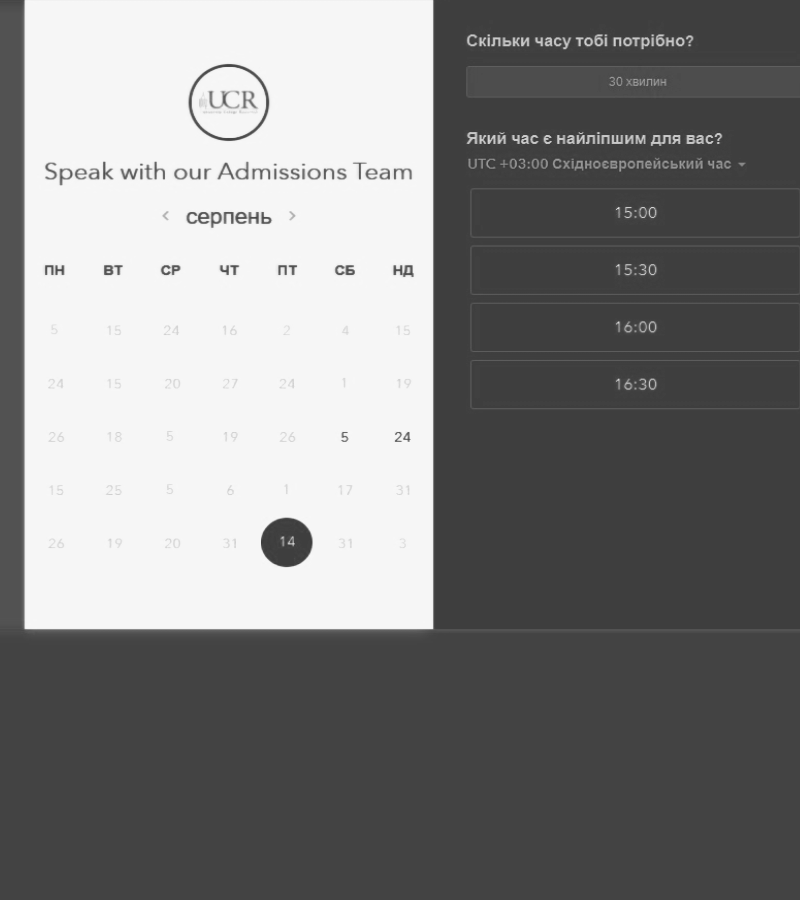 UCR
Speak with our Admissions Team
серпень
ПН ВТ СР ЧТ ПТ СБ НД
5 15 24 16 2 4 15
24 15 20 27 24 1 19
26 18 5 19 26 5 24
15 25 5 6 1 17 31
26 19 20 31 14 31 3
Скільки часу тобі потрібно?
30 хвилин
Який час є найліпшим для вас?
UTC +03:00 Східноєвропейський час
15:00
15:30
16:00
16:30